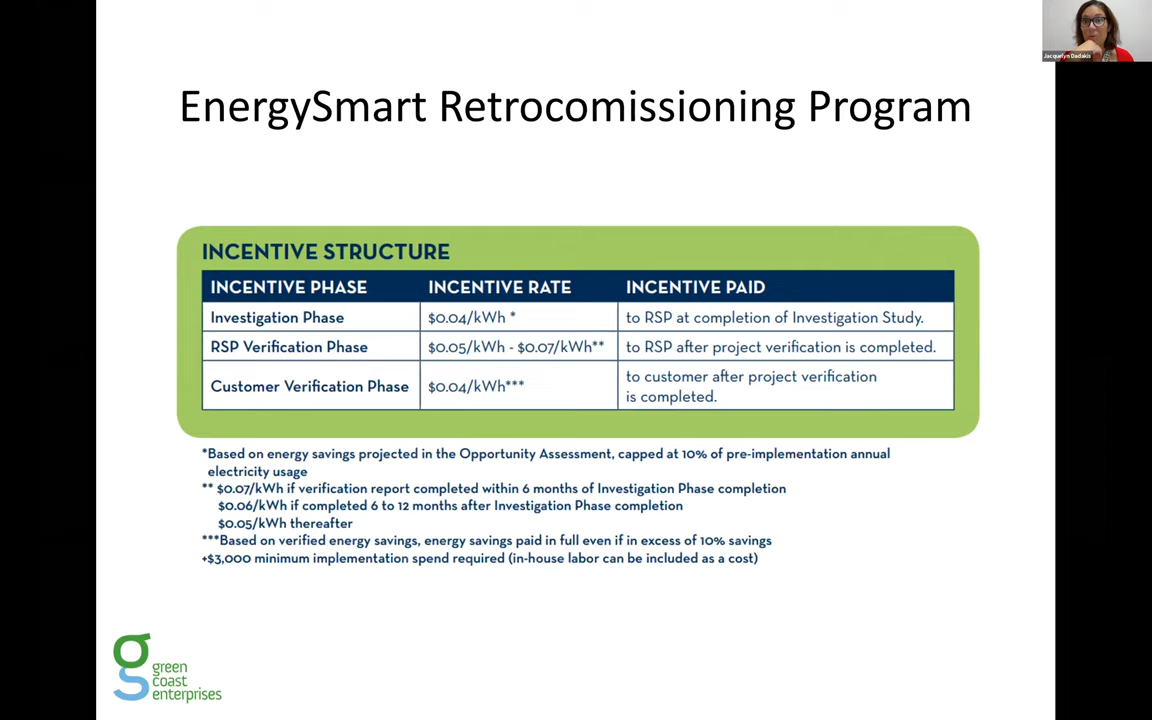 Jacquelyn Dadakis
EnergySmart Retrocomissioning Program
INCENTIVE STRUCTURE
INCENTIVE PHASE INCENTIVE RATE INCENTIVE PAID
Investigation Phase $0.04/kWh * to RSP at completion of Investigation Study.
RSP Verification Phase $0.05/kWh - $0.07/kWh** to RSP after project verification is completed.
Customer Verification Phase $0.04/kWh*** to customer after project verification
is completed.
*Based on energy savings projected in the Opportunity Assessment, capped at 10% of pre-implementation annual
electricity usage
** $0.07/kWh if verification report completed within 6 months of Investigation Phase completion
$0.06/kWh if completed 6 to 12 months after Investigation Phase completion
$0.05/kWh thereafter
***Based on verified energy savings, energy savings paid in full even if in excess of 10% savings
+$3,000 minimum implementation spend required (in-house labor can be included as a cost)
gs
green
coast
enterprises